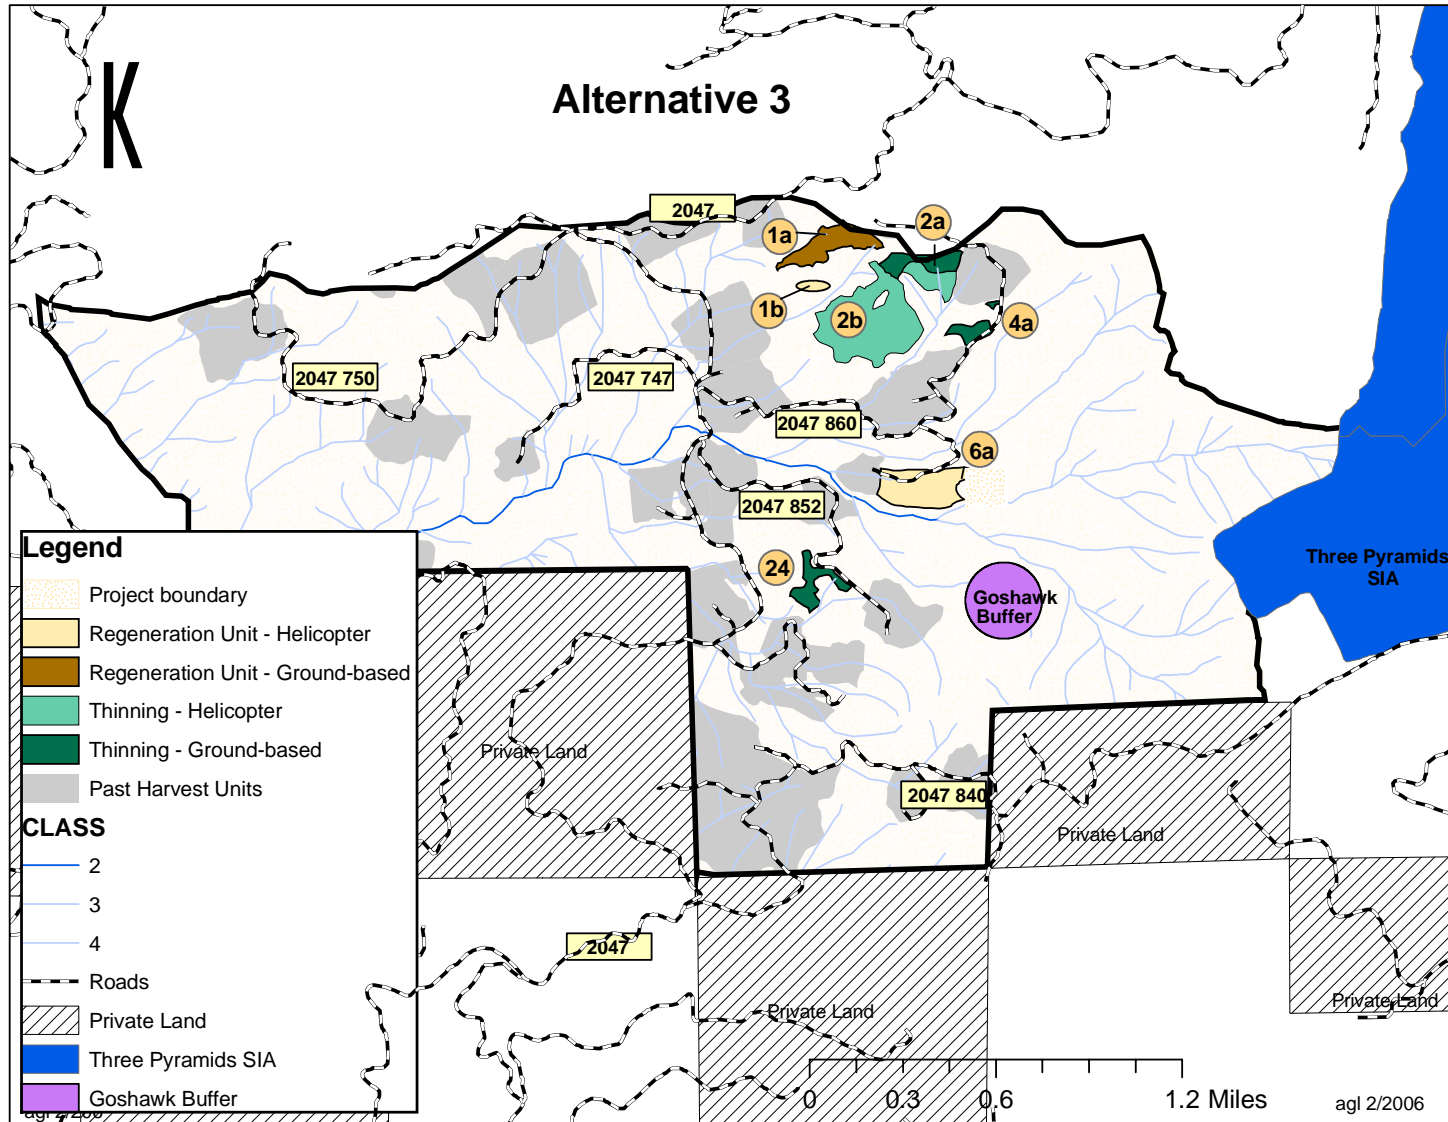 Alternative 3
2047
1a
2a
1b
2b
4a
2047 750
2047 747
2047 860
6a
2047 852
24
Three Pyramids
SIA
Goshawk
Buffer
Legend
Project boundary
Regeneration Unit - Helicopter
Regeneration Unit - Ground-based
Thinning - Helicopter
Thinning - Ground-based
Past Harvest Units
CLASS
2
3
4
Roads
Private Land
Three Pyramids SIA
Goshawk Buffer
Private Land
2047 840
Private Land
2047
Private Land
Private Land
0 0.3 0.6 1.2 Miles
agl 2/2006